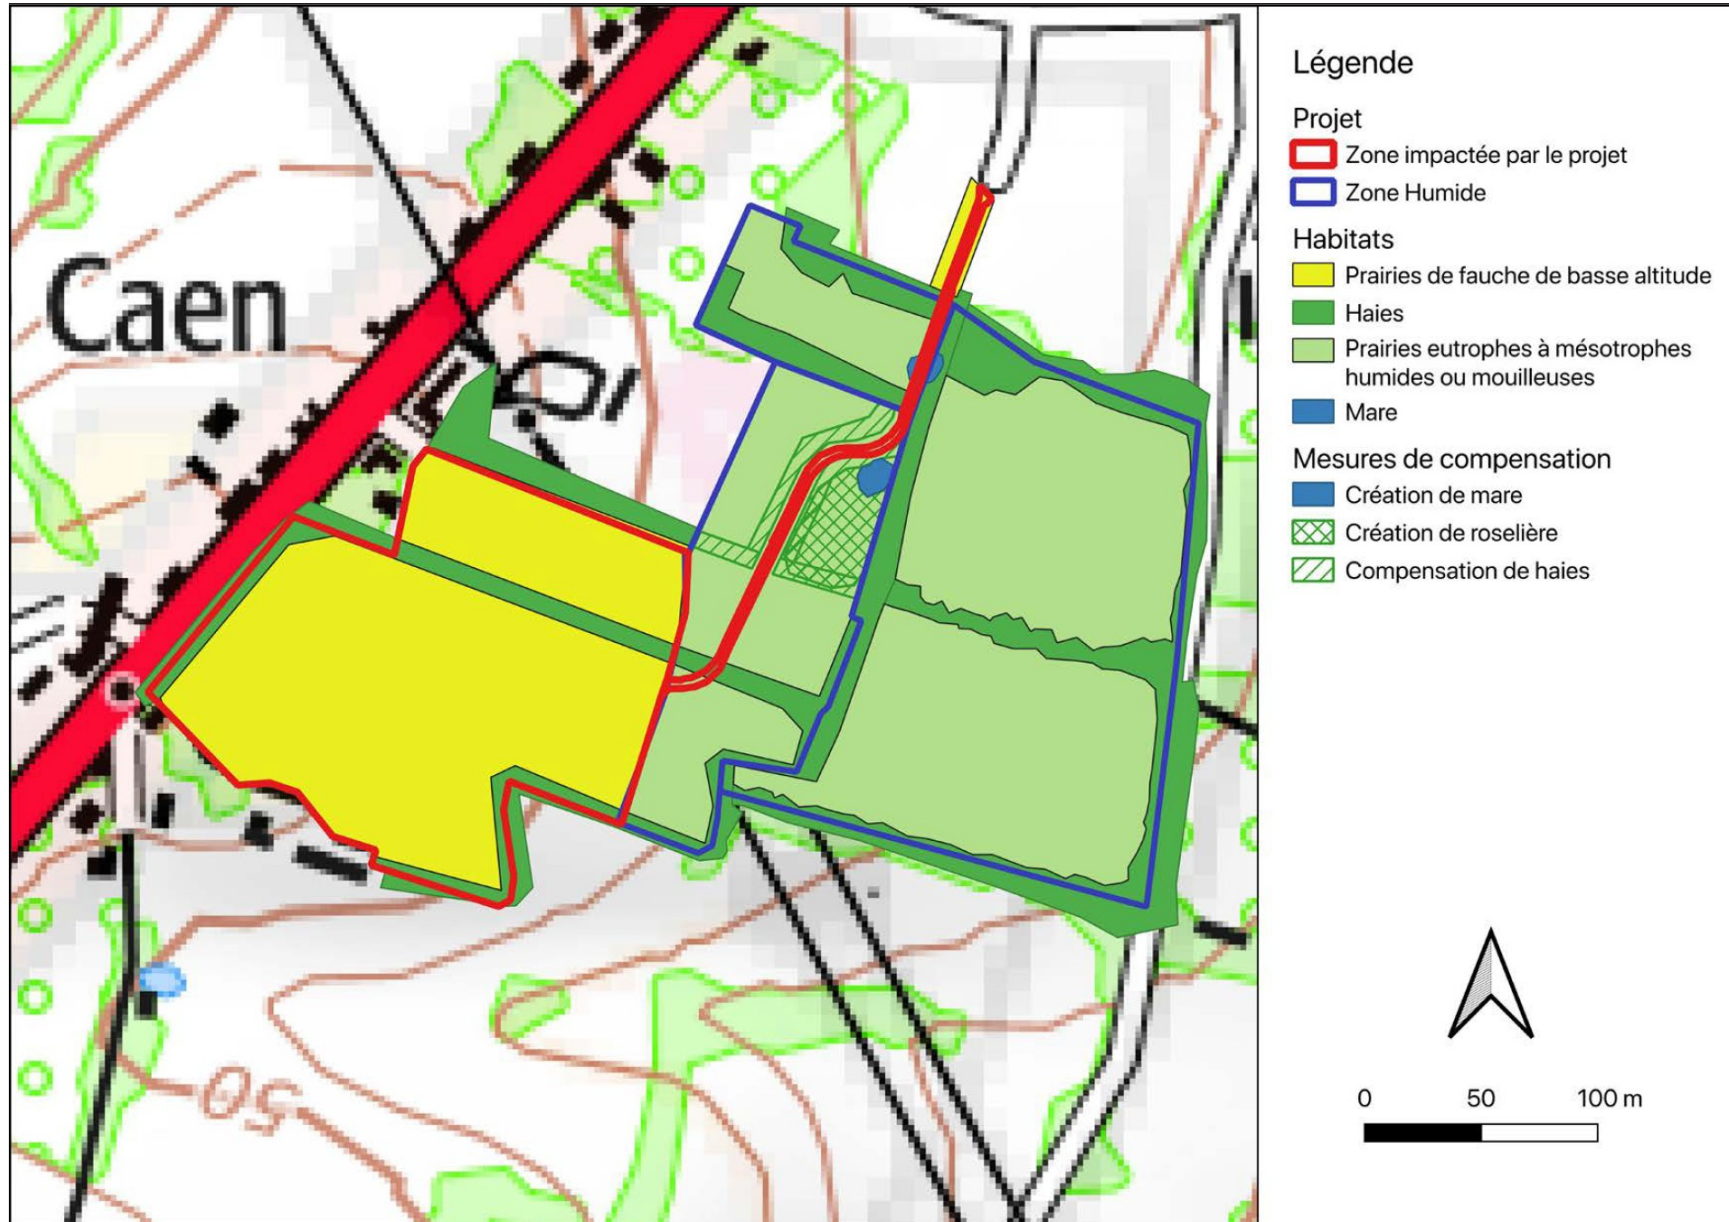 Caen
50
Légende
Projet
Zone impactée par le projet
Zone Humide
Habitats
Prairies de fauche de basse altitude
Haies
Prairies eutrophes à mésotrophes
humides ou mouilleuses
Mare
Mesures de compensation
Création de mare
Création de roselière
Compensation de haies
0 50 100 m